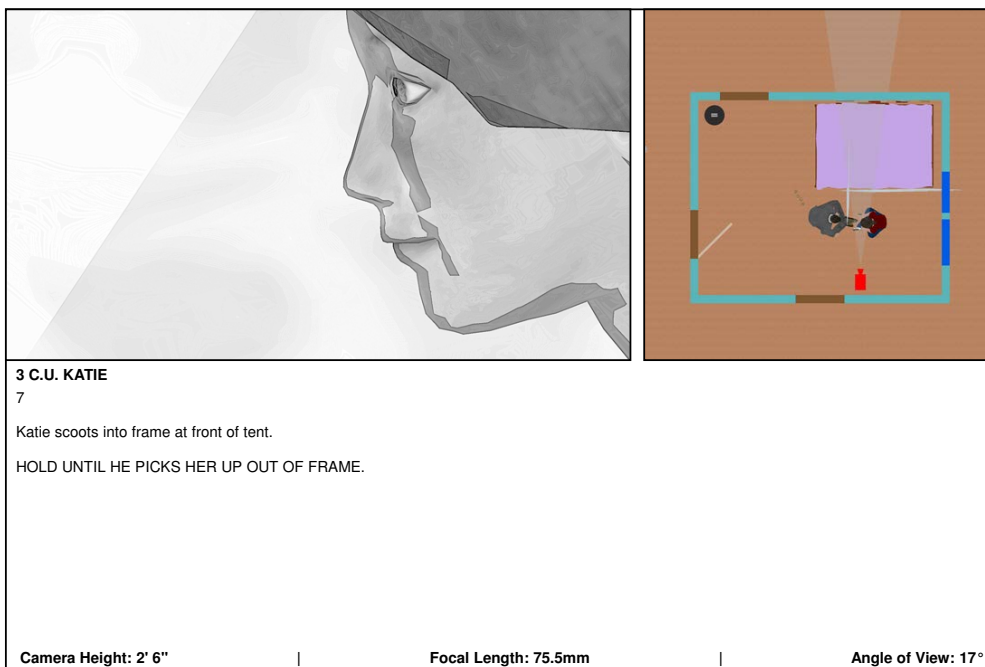 3 C.U. KATIE
7
Katie scoots into frame at front of tent.
HOLD UNTIL HE PICKS HER UP OUT OF FRAME.
Camera Height: 2' 6" | Focal Length: 75.5mm | Angle of View: 17°